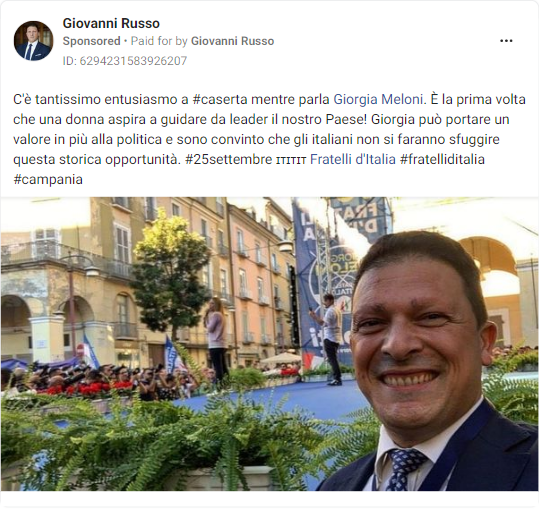 Giovanni Russo
Sponsored • Paid for by Giovanni Russo
ID: 6294231583926207
C'è tantissimo entusiasmo a #caserta mentre parla Giorgia Meloni. È la prima volta
che una donna aspira a guidare da leader il nostro Paese! Giorgia può portare un
valore in più alla politica e sono convinto che gli italiani non si faranno sfuggire
questa storica opportunità. #25settembre ɪᴛɪᴛɪᴛ Fratelli d'Italia #fratelliditalia
#campania